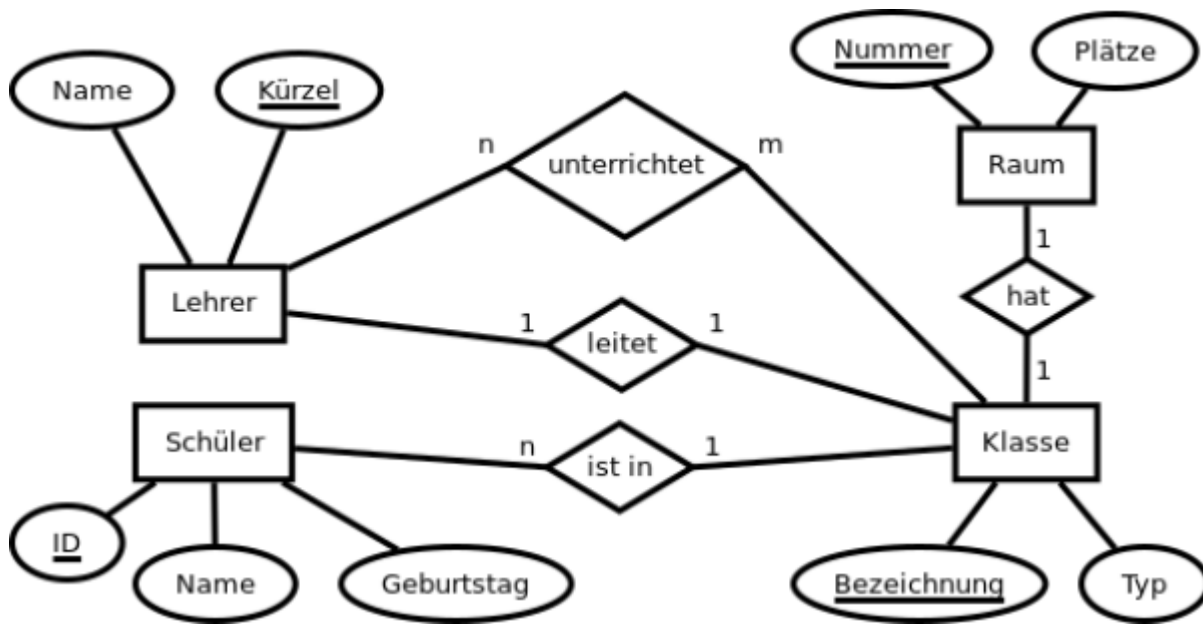 Nummer
Plätze
Name
Kürzel
n
unterrichtet
m
Raum
1
hat
1
Lehrer
1
leitet
1
Schüler
n
ist in
1
Klasse
ID
Name
Geburtstag
Bezeichnung
Typ